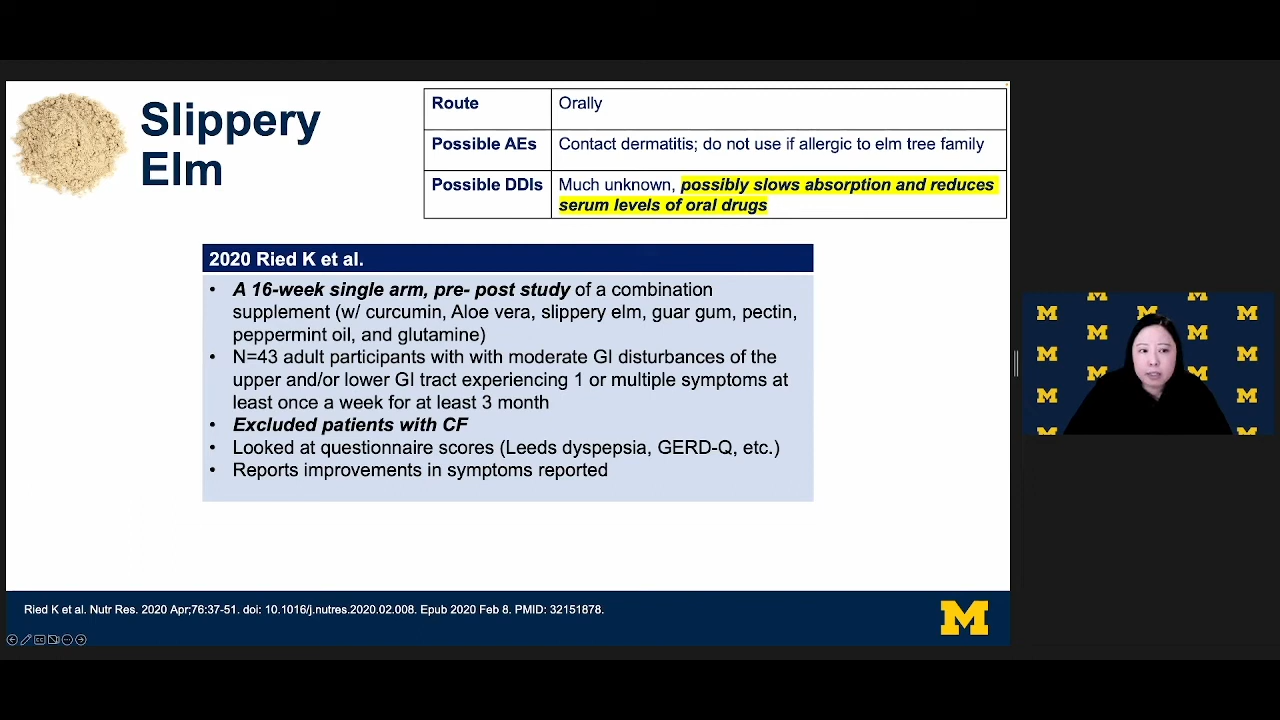 Slippery
Elm
Route
Orally
Possible AEs
Contact dermatitis; do not use if allergic to elm tree family
Possible DDIs
Much unknown, possibly slows absorption and reduces
serum levels of oral drugs
2020 Ried K et al.
• A 16-week single arm, pre- post study of a combination
supplement (w/ curcumin, Aloe vera, slippery elm, guar gum, pectin,
peppermint oil, and glutamine)
• N=43 adult participants with with moderate GI disturbances of the
upper and/or lower GI tract experiencing 1 or multiple symptoms at
least once a week for at least 3 month
• Excluded patients with CF
• Looked at questionnaire scores (Leeds dyspepsia, GERD-Q, etc.)
• Reports improvements in symptoms reported
Ried K et al. Nutr Res. 2020 Apr;76:37-51. doi: 10.1016/j.nutres.2020.02.008. Epub 2020 Feb 8. PMID: 32151878.
M